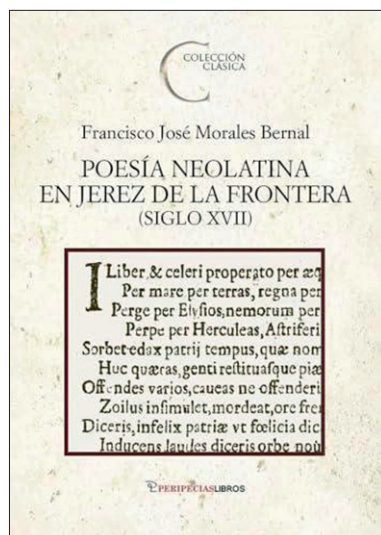 COLECCIÓN
CLÁSICA
Francisco José Morales Bernal
POESÍA NEOLATINA
EN JEREZ DE LA FRONTERA
(SIGLO XVII)
I Liber, & celeri properato per æq
Per mare per terras, regna per
Perge per Elysios, nemorum per
Perpe per Herculeas, Astriferi
Sorbet edax patrij tempus, quæ nom
Huc quæras, genti restituasque piæ
Offendes varios, caueas ne offenderi
Zoilus insimulet, mordeat, ore fre
Diceris, infelix patriæ vt fœlicia dic
Inducens laudes diceris orbe nou
PERIPECIASLIBROS